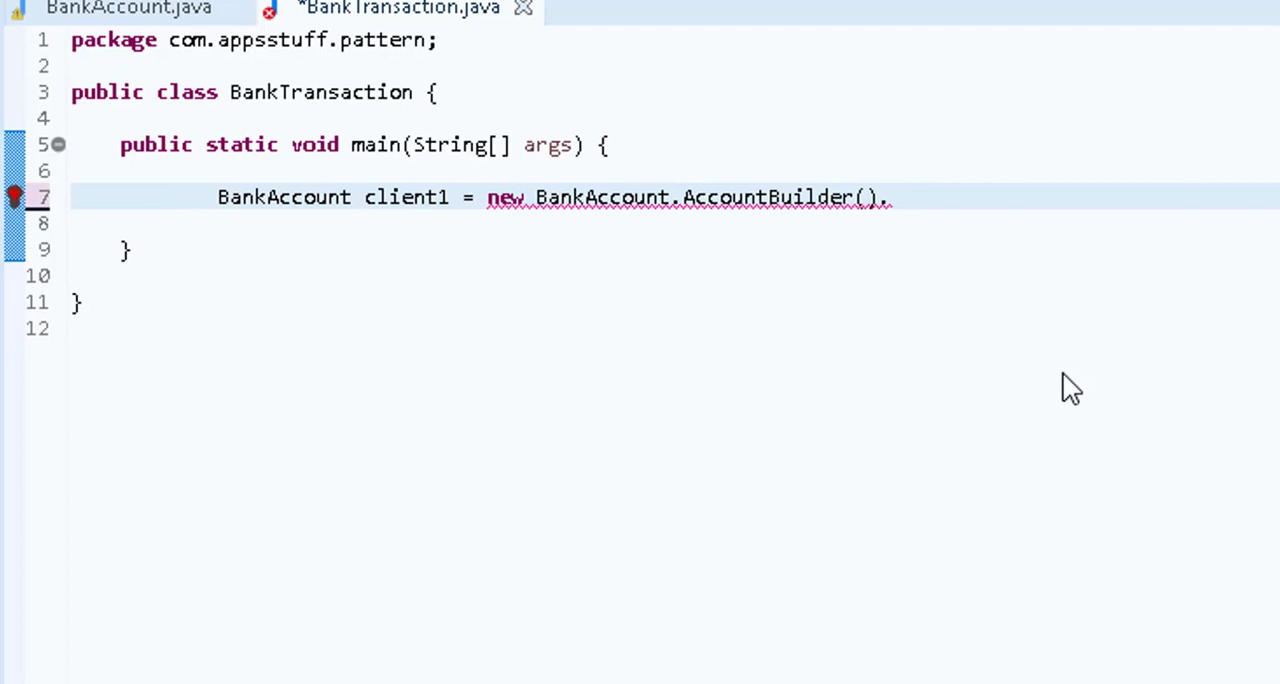 BankAccount.java *BankTransaction.java
1 package com.appsstuff.pattern;
2
3 public class BankTransaction {
4
5 public static void main(String[] args) {
6
7 BankAccount client1 = new BankAccount.AccountBuilder().
8
9 }
10
11 }
12